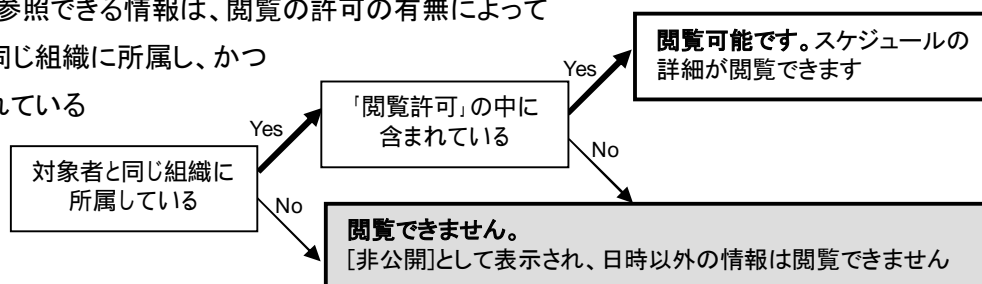 参照できる情報は、閲覧の許可の有無によって
同じ組織に所属し、かつ
れている
閲覧可能です。スケジュールの
詳細が閲覧できます
Yes
「閲覧許可」の中に
含まれている
Yes
No
対象者と同じ組織に
所属している
No
閲覧できません。
[非公開]として表示され、日時以外の情報は閲覧できません